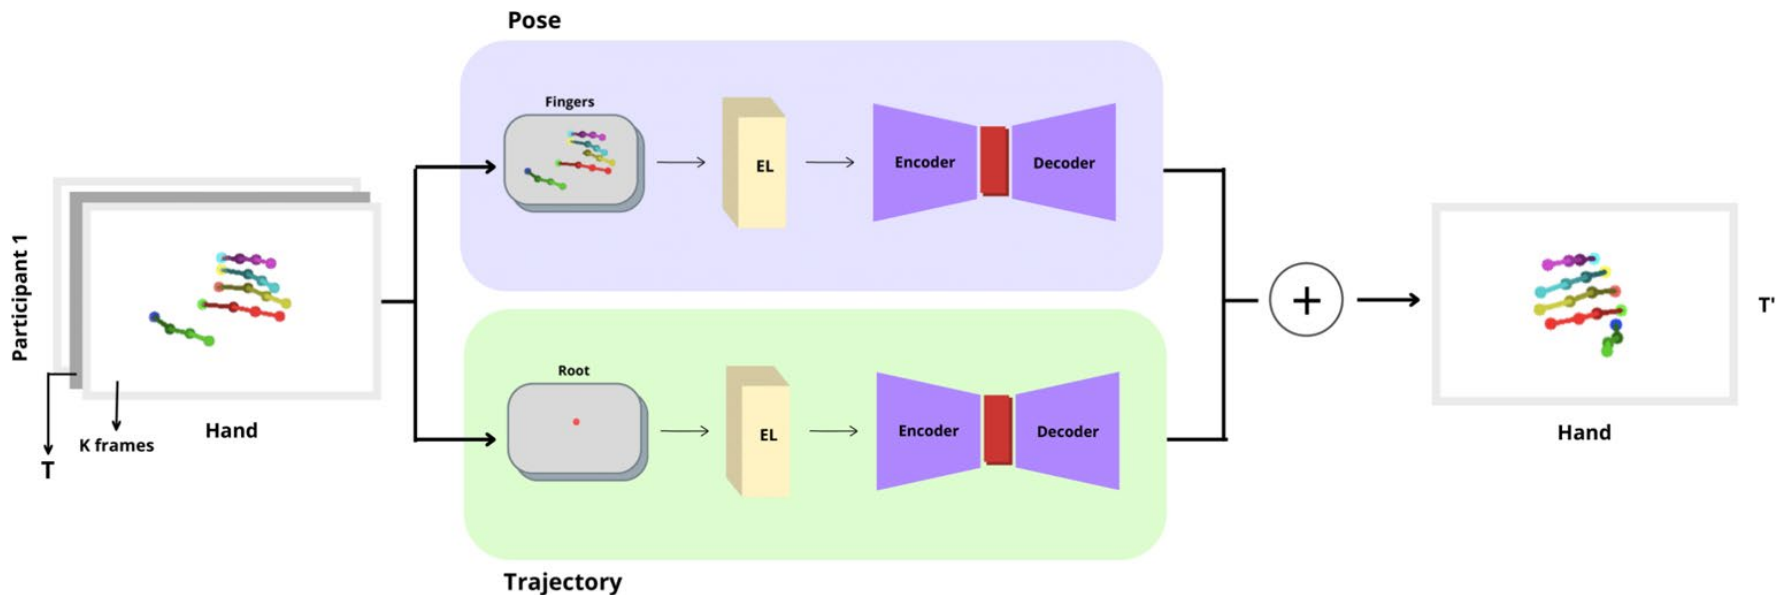 Pose
Fingers
EL
Encoder
Decoder
Participant 1
K frames
Hand
T
Root
EL
Encoder
Decoder
Trajectory
+
Hand
T'